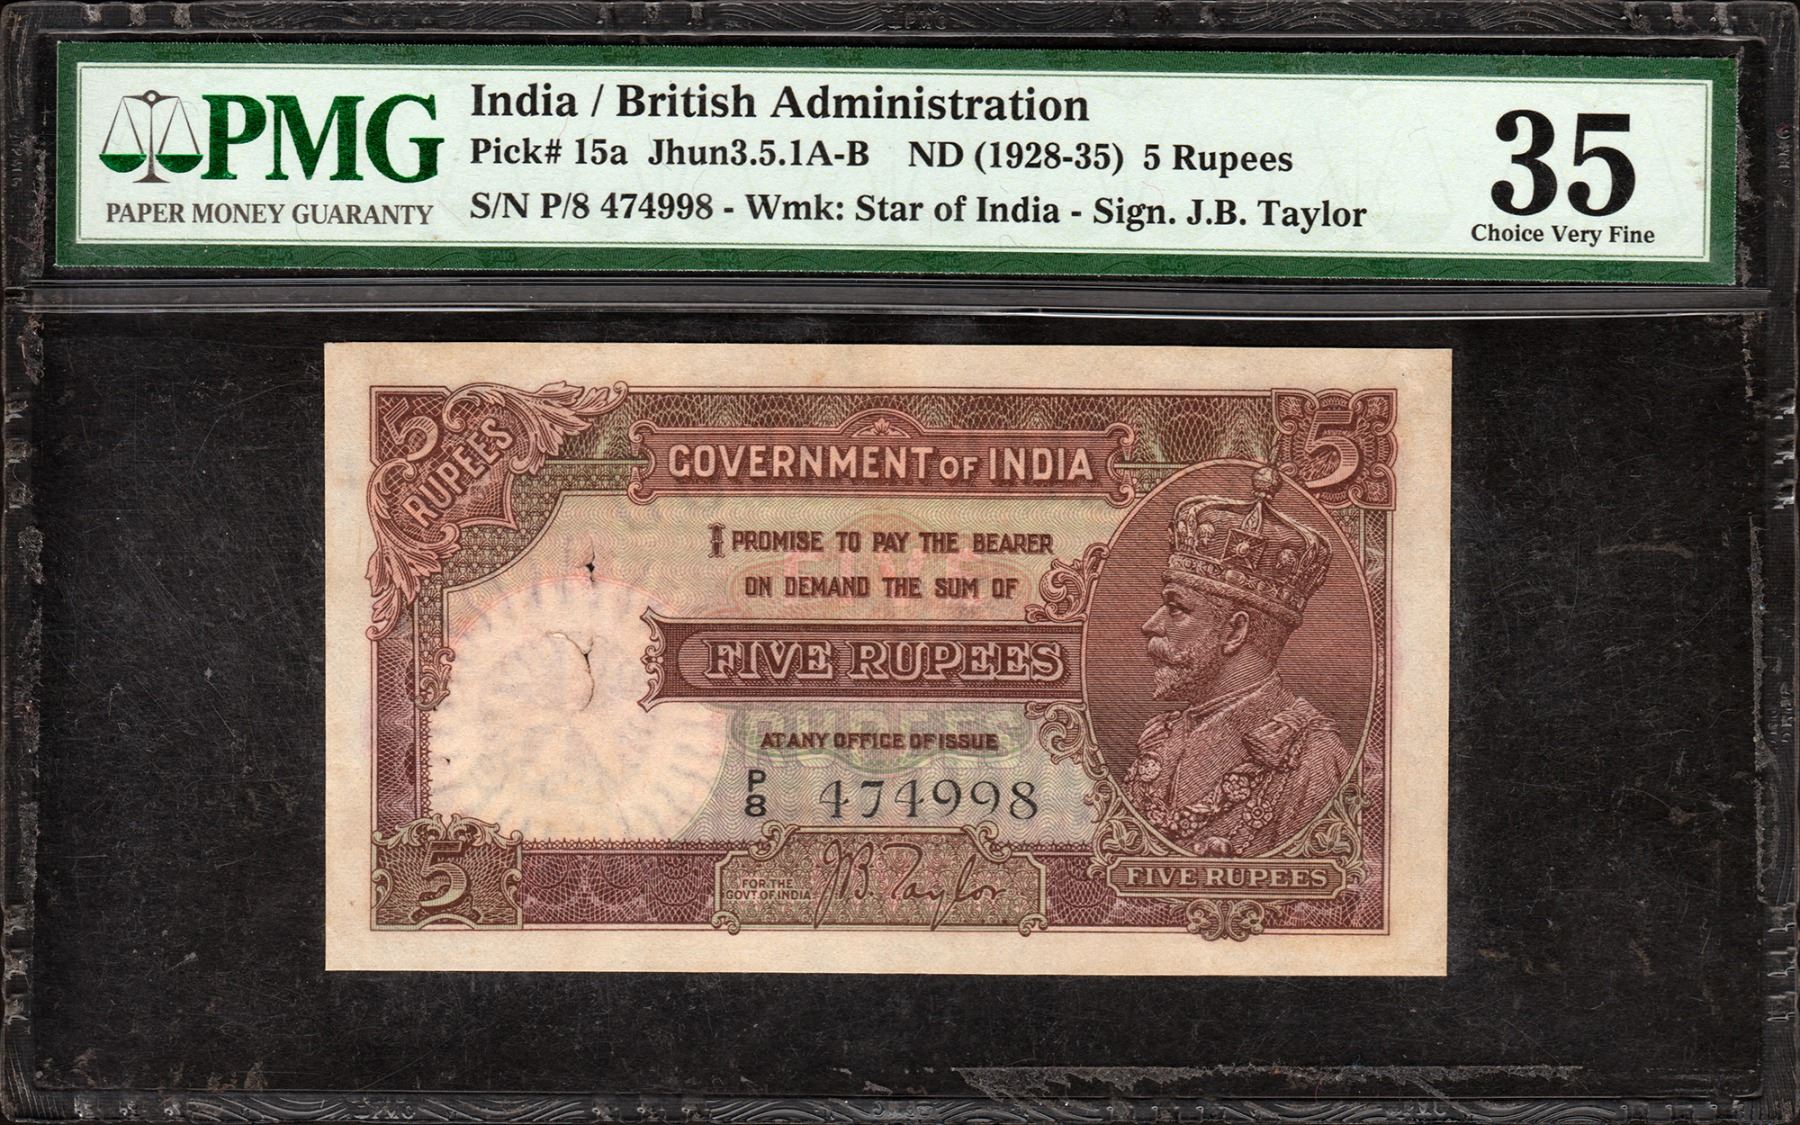 PMG
PAPER MONEY GUARANTY
India / British Administration
Pick# 15a Jhun3.5.1A-B ND (1928-35) 5 Rupees
S/N P/8 474998 - Wmk: Star of India - Sign. J.B. Taylor
35
Choice Very Fine
5
RUPEES
GOVERNMENT OF INDIA
5
I PROMISE TO PAY THE BEARER
FIVE
ON DEMAND THE SUM OF
FIVE RUPEES
RUPEES
AT ANY OFFICE OF ISSUE
P/8 474998
5
FOR THE
GOVT OF INDIA
J.B. Taylor
FIVE RUPEES